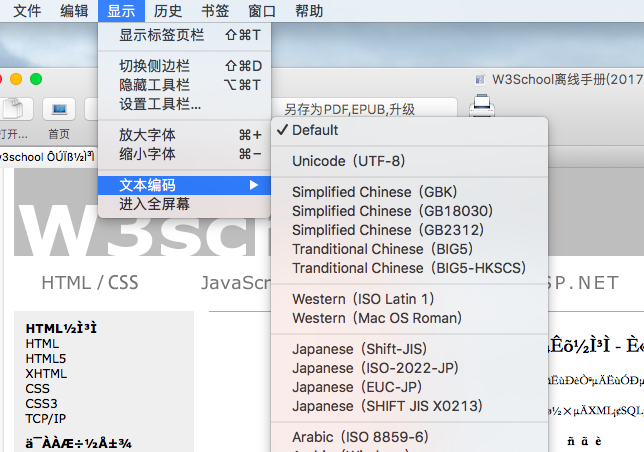 文件 编辑 显示 历史 书签 窗口 帮助
显示标签页栏 ⇧⌘T
切换侧边栏 ⇧⌘D
隐藏工具栏 ⌥⌘T
设置工具栏...
放大字体 ⌘+
缩小字体 ⌘−
文本编码
进入全屏幕
W3School离线手册(2017
打开...
首页
另存为PDF,EPUB,升级
w3school ÔÚÏß½Ì³Ì
✓ Default
Unicode (UTF-8)
Simplified Chinese (GBK)
Simplified Chinese (GB18030)
Simplified Chinese (GB2312)
Tranditional Chinese (BIG5)
Tranditional Chinese (BIG5-HKSCS)
Western (ISO Latin 1)
Western (Mac OS Roman)
Japanese (Shift-JIS)
Japanese (ISO-2022-JP)
Japanese (EUC-JP)
Japanese (SHIFT JIS X0213)
Arabic (ISO 8859-6)
W3sc
HTML / CSS
JavaScr
SP.NET
HTML½Ì³Ì
HTML
HTML5
XHTML
CSS
CSS3
TCP/IP
ä¯ÀÀÆ÷½Å±¾
Êõ½Ì³Ì - È«
ËùÐèÒªµÄËùÓÐµ
ø½×µÄXML¡¢SQL
ñ ã è